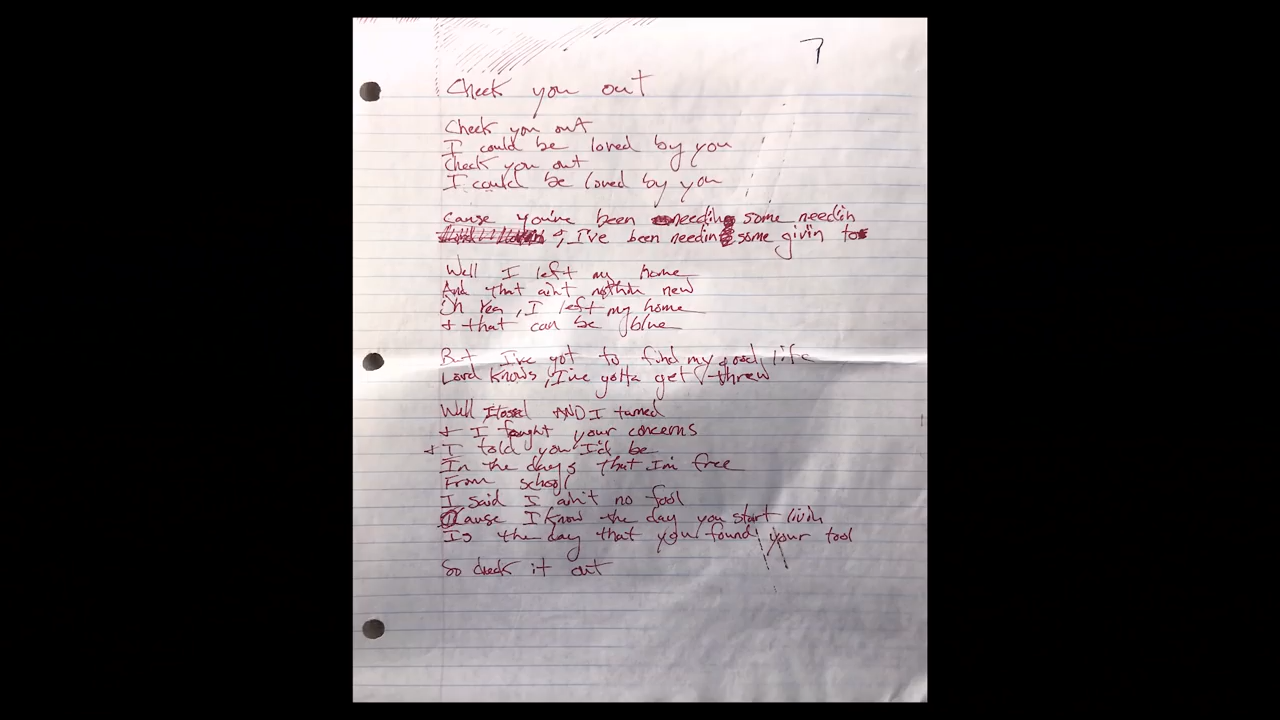 7
Check you out
Check you out
I could be loved by you
Check you out
I could be loved by you
Cause you've been needin some needin
+, I've been needin some givin to
Well I left my home
And that ain't nothin new
Oh Yea, I left my home
+ that can be blue
But I've got to find my good life
Lord knows, I've gotta get threw
Well AND I turned
+ I fought your concerns
+ I told you I'd be
In the days that I'm free
From school
I said I ain't no fool
Cause I know the day you start livin
Is the day that you found your tool
So check it out